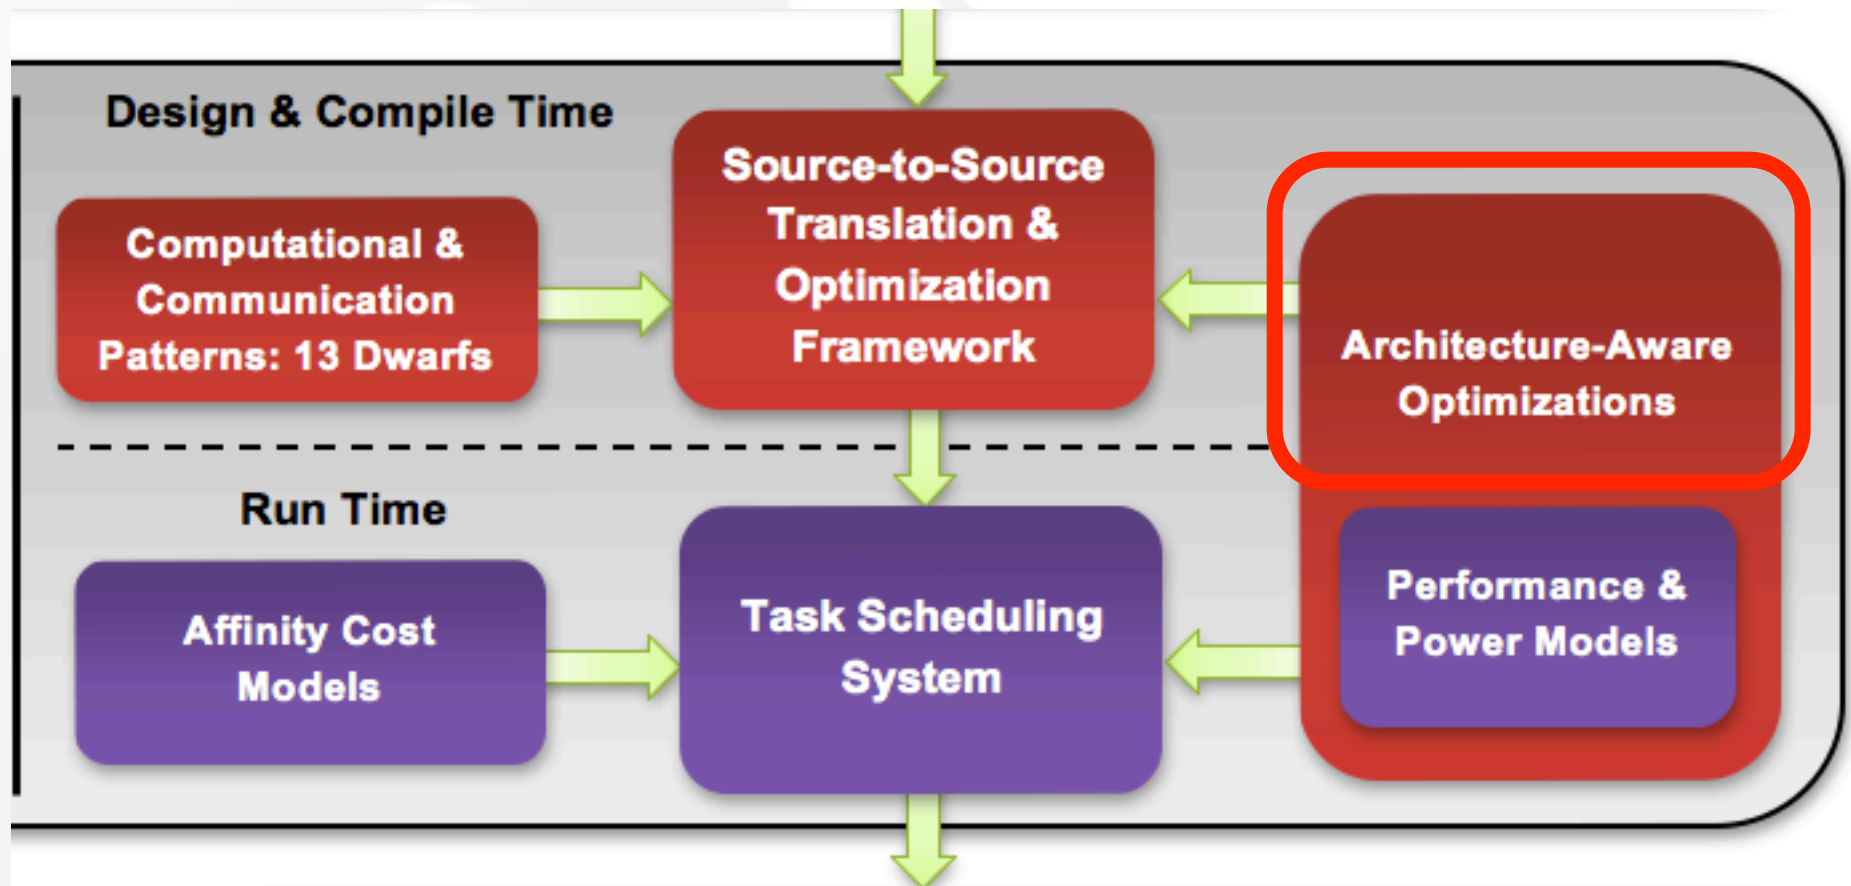 Design & Compile Time
Computational &
Communication
Patterns: 13 Dwarfs
Source-to-Source
Translation &
Optimization
Framework
Architecture-Aware
Optimizations
Run Time
Affinity Cost
Models
Task Scheduling
System
Performance &
Power Models